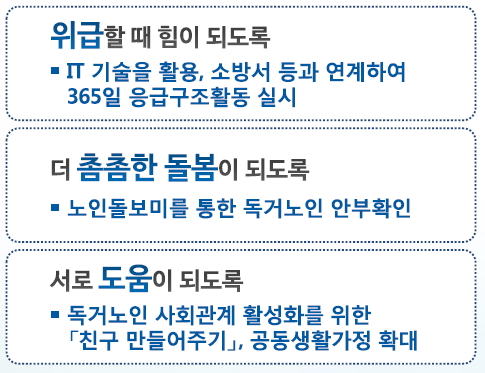 위급할 때 힘이 되도록
▪ IT 기술을 활용, 소방서 등과 연계하여
365일 응급구조활동 실시
더 촘촘한 돌봄이 되도록
▪ 노인돌보미를 통한 독거노인 안부확인
서로 도움이 되도록
▪ 독거노인 사회관계 활성화를 위한
「친구 만들어주기」, 공동생활가정 확대